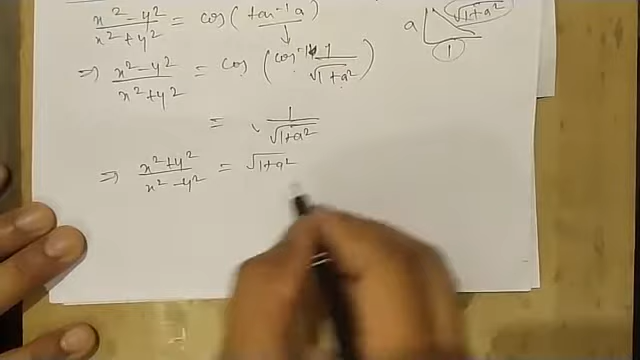 x² - y² / x² + y² = cos ( tan⁻¹ a )
a √1+a² 1
⇒ x² - y² / x² + y² = cos ( cos⁻¹ 1 / √1+a² )
= 1 / √1+a²
⇒ x² + y² / x² - y² = √1+a²